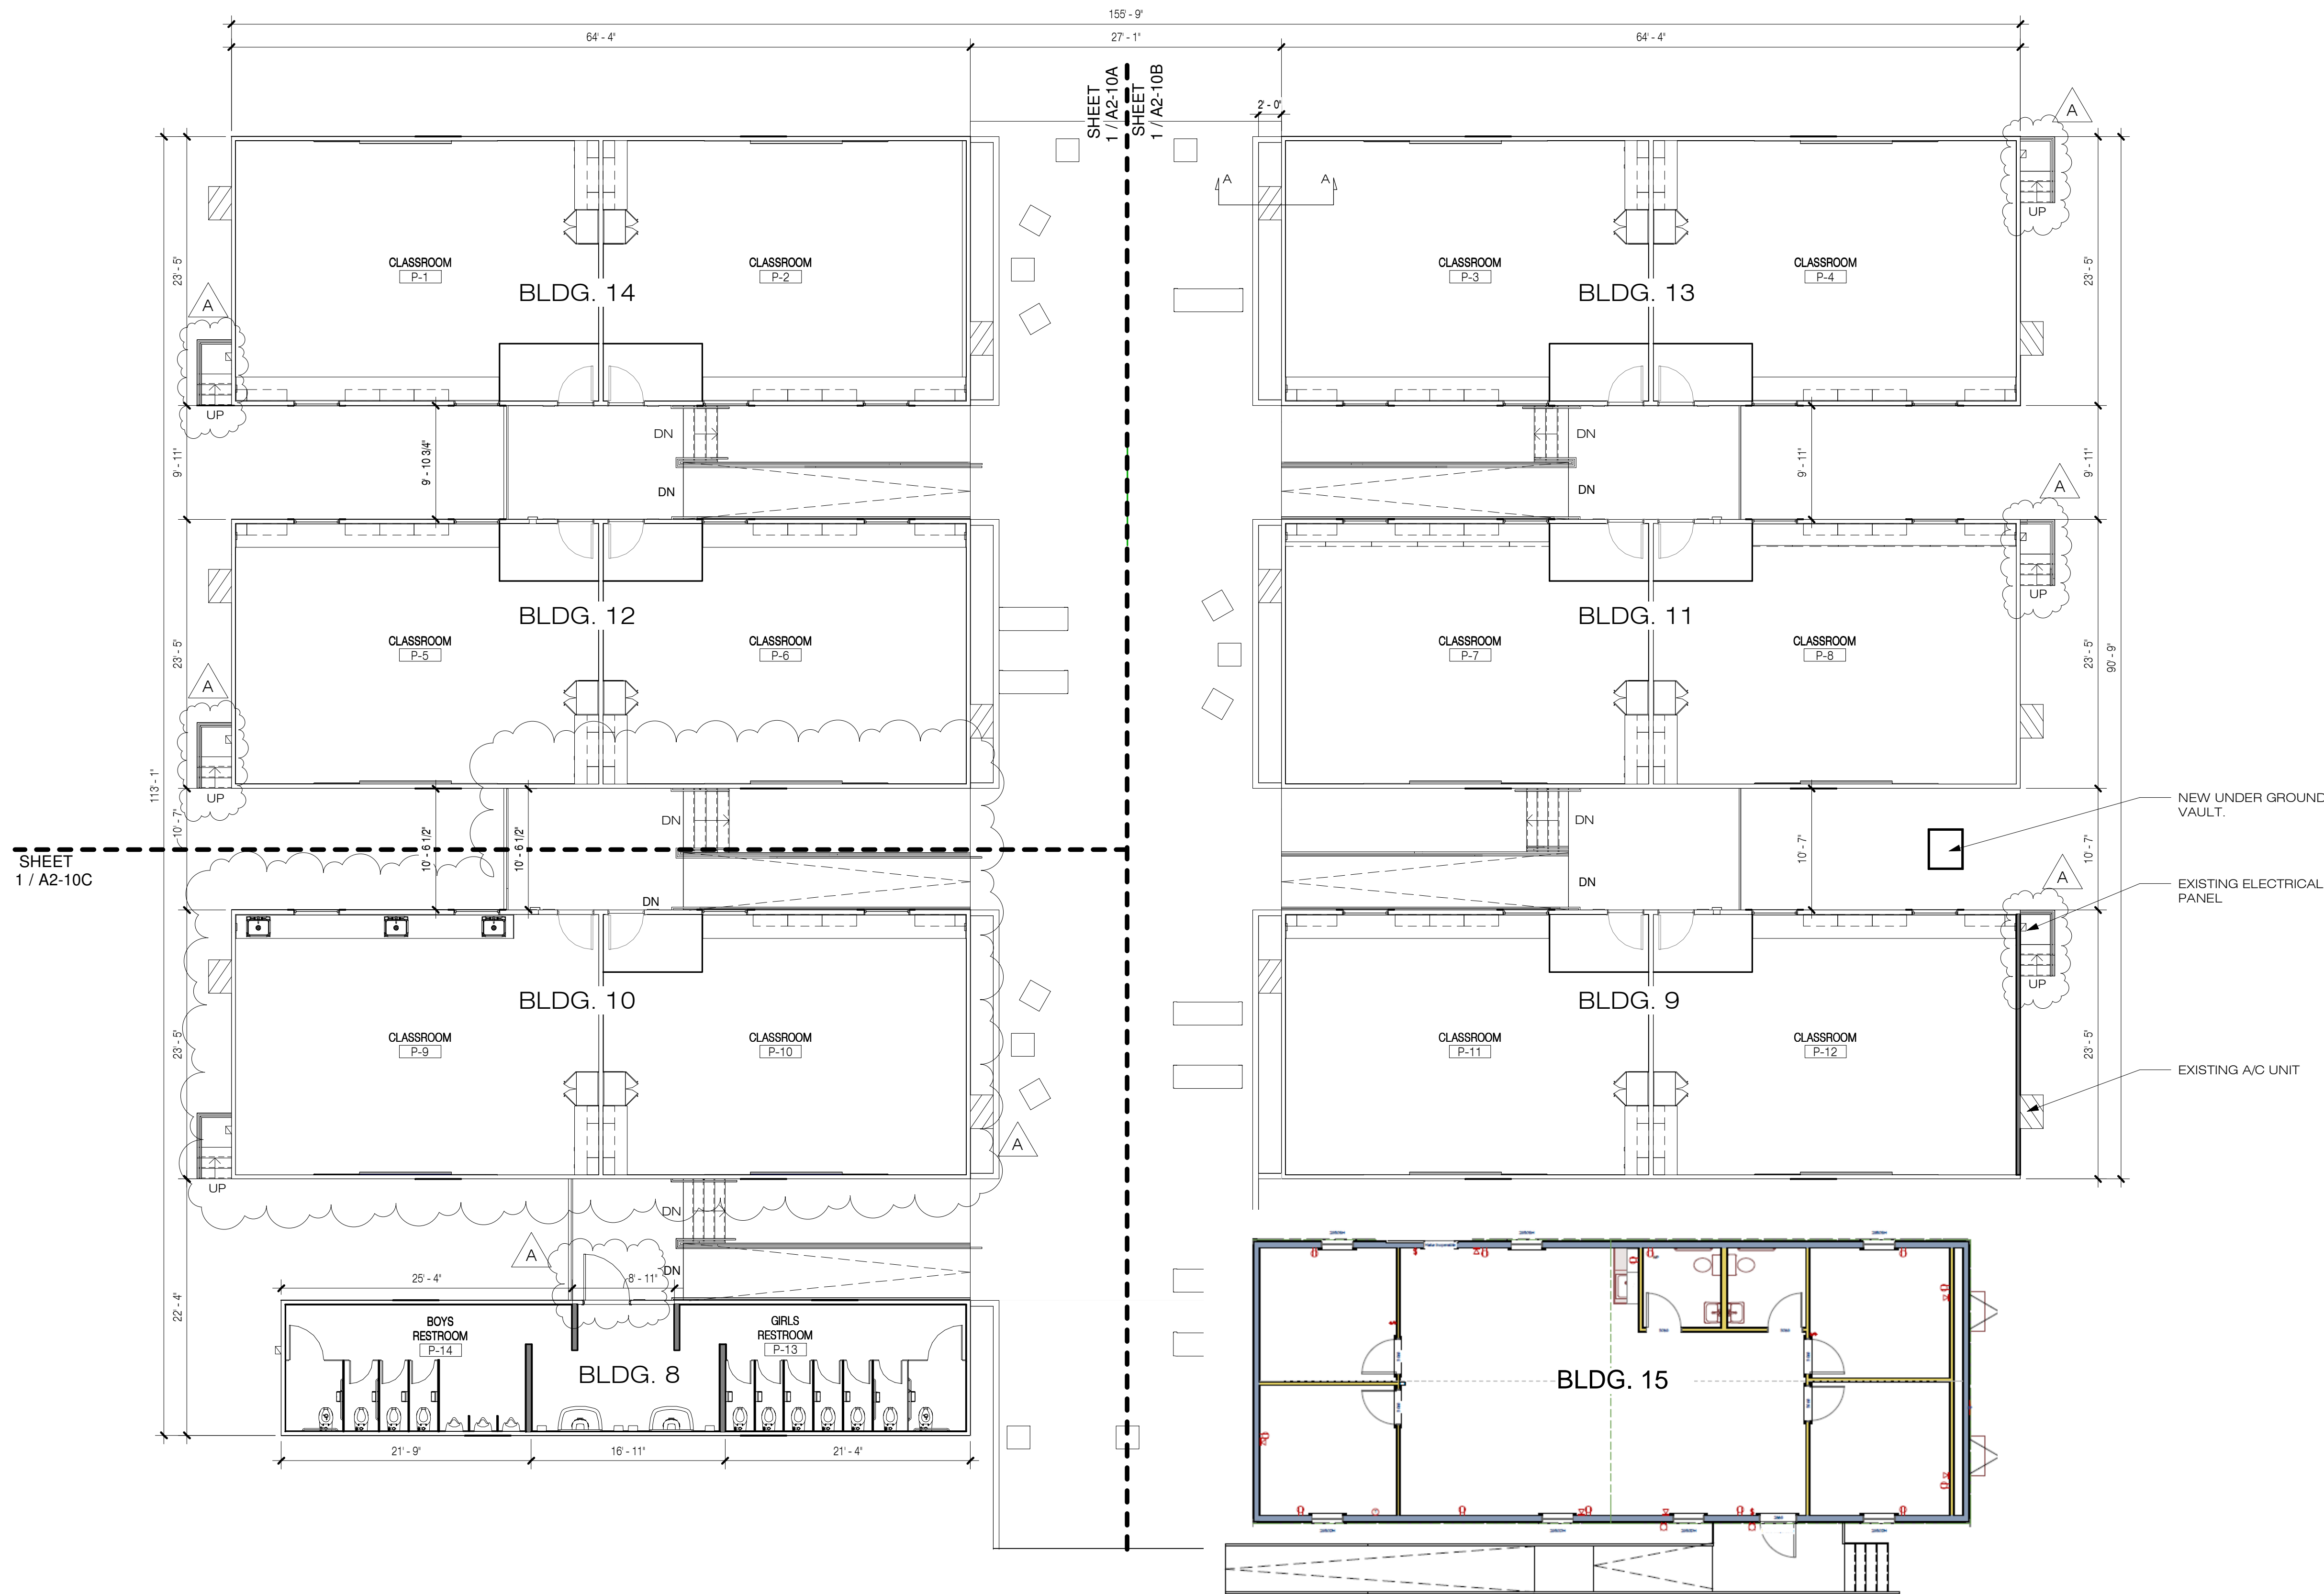 155' - 9"
64' - 4"
27' - 1"
64' - 4"
SHEET
1 / A2-10A
SHEET
1 / A2-10B
2' - 0"
A
A
A
UP
23' - 5"
CLASSROOM
P-1
CLASSROOM
P-2
BLDG. 14
CLASSROOM
P-3
CLASSROOM
P-4
BLDG. 13
23' - 5"
A
UP
DN
DN
9' - 11"
9' - 10 3/4"
DN
DN
9' - 11"
9' - 11"
A
UP
BLDG. 12
BLDG. 11
23' - 5"
CLASSROOM
P-5
CLASSROOM
P-6
CLASSROOM
P-7
CLASSROOM
P-8
23' - 5"
90' - 9"
A
UP
113' - 1"
10' - 7"
10' - 6 1/2"
10' - 6 1/2"
DN
DN
10' - 7"
10' - 7"
NEW UNDER GROUND
VAULT.
SHEET
1 / A2-10C
DN
DN
A
EXISTING ELECTRICAL
PANEL
UP
BLDG. 10
BLDG. 9
23' - 5"
CLASSROOM
P-9
CLASSROOM
P-10
CLASSROOM
P-11
CLASSROOM
P-12
23' - 5"
EXISTING A/C UNIT
A
UP
DN
A
DN
25' - 4"
8' - 11"
22' - 4"
BOYS
RESTROOM
P-14
GIRLS
RESTROOM
P-13
BLDG. 8
BLDG. 15
21' - 9"
16' - 11"
21' - 4"